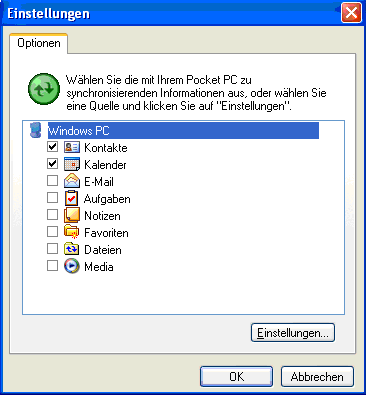 Einstellungen
Optionen
Wählen Sie die mit Ihrem Pocket PC zu
synchronisierenden Informationen aus, oder wählen Sie
eine Quelle und klicken Sie auf "Einstellungen".
Windows PC
Kontakte
Kalender
E-Mail
Aufgaben
Notizen
Favoriten
Dateien
Media
Einstellungen...
OK
Abbrechen